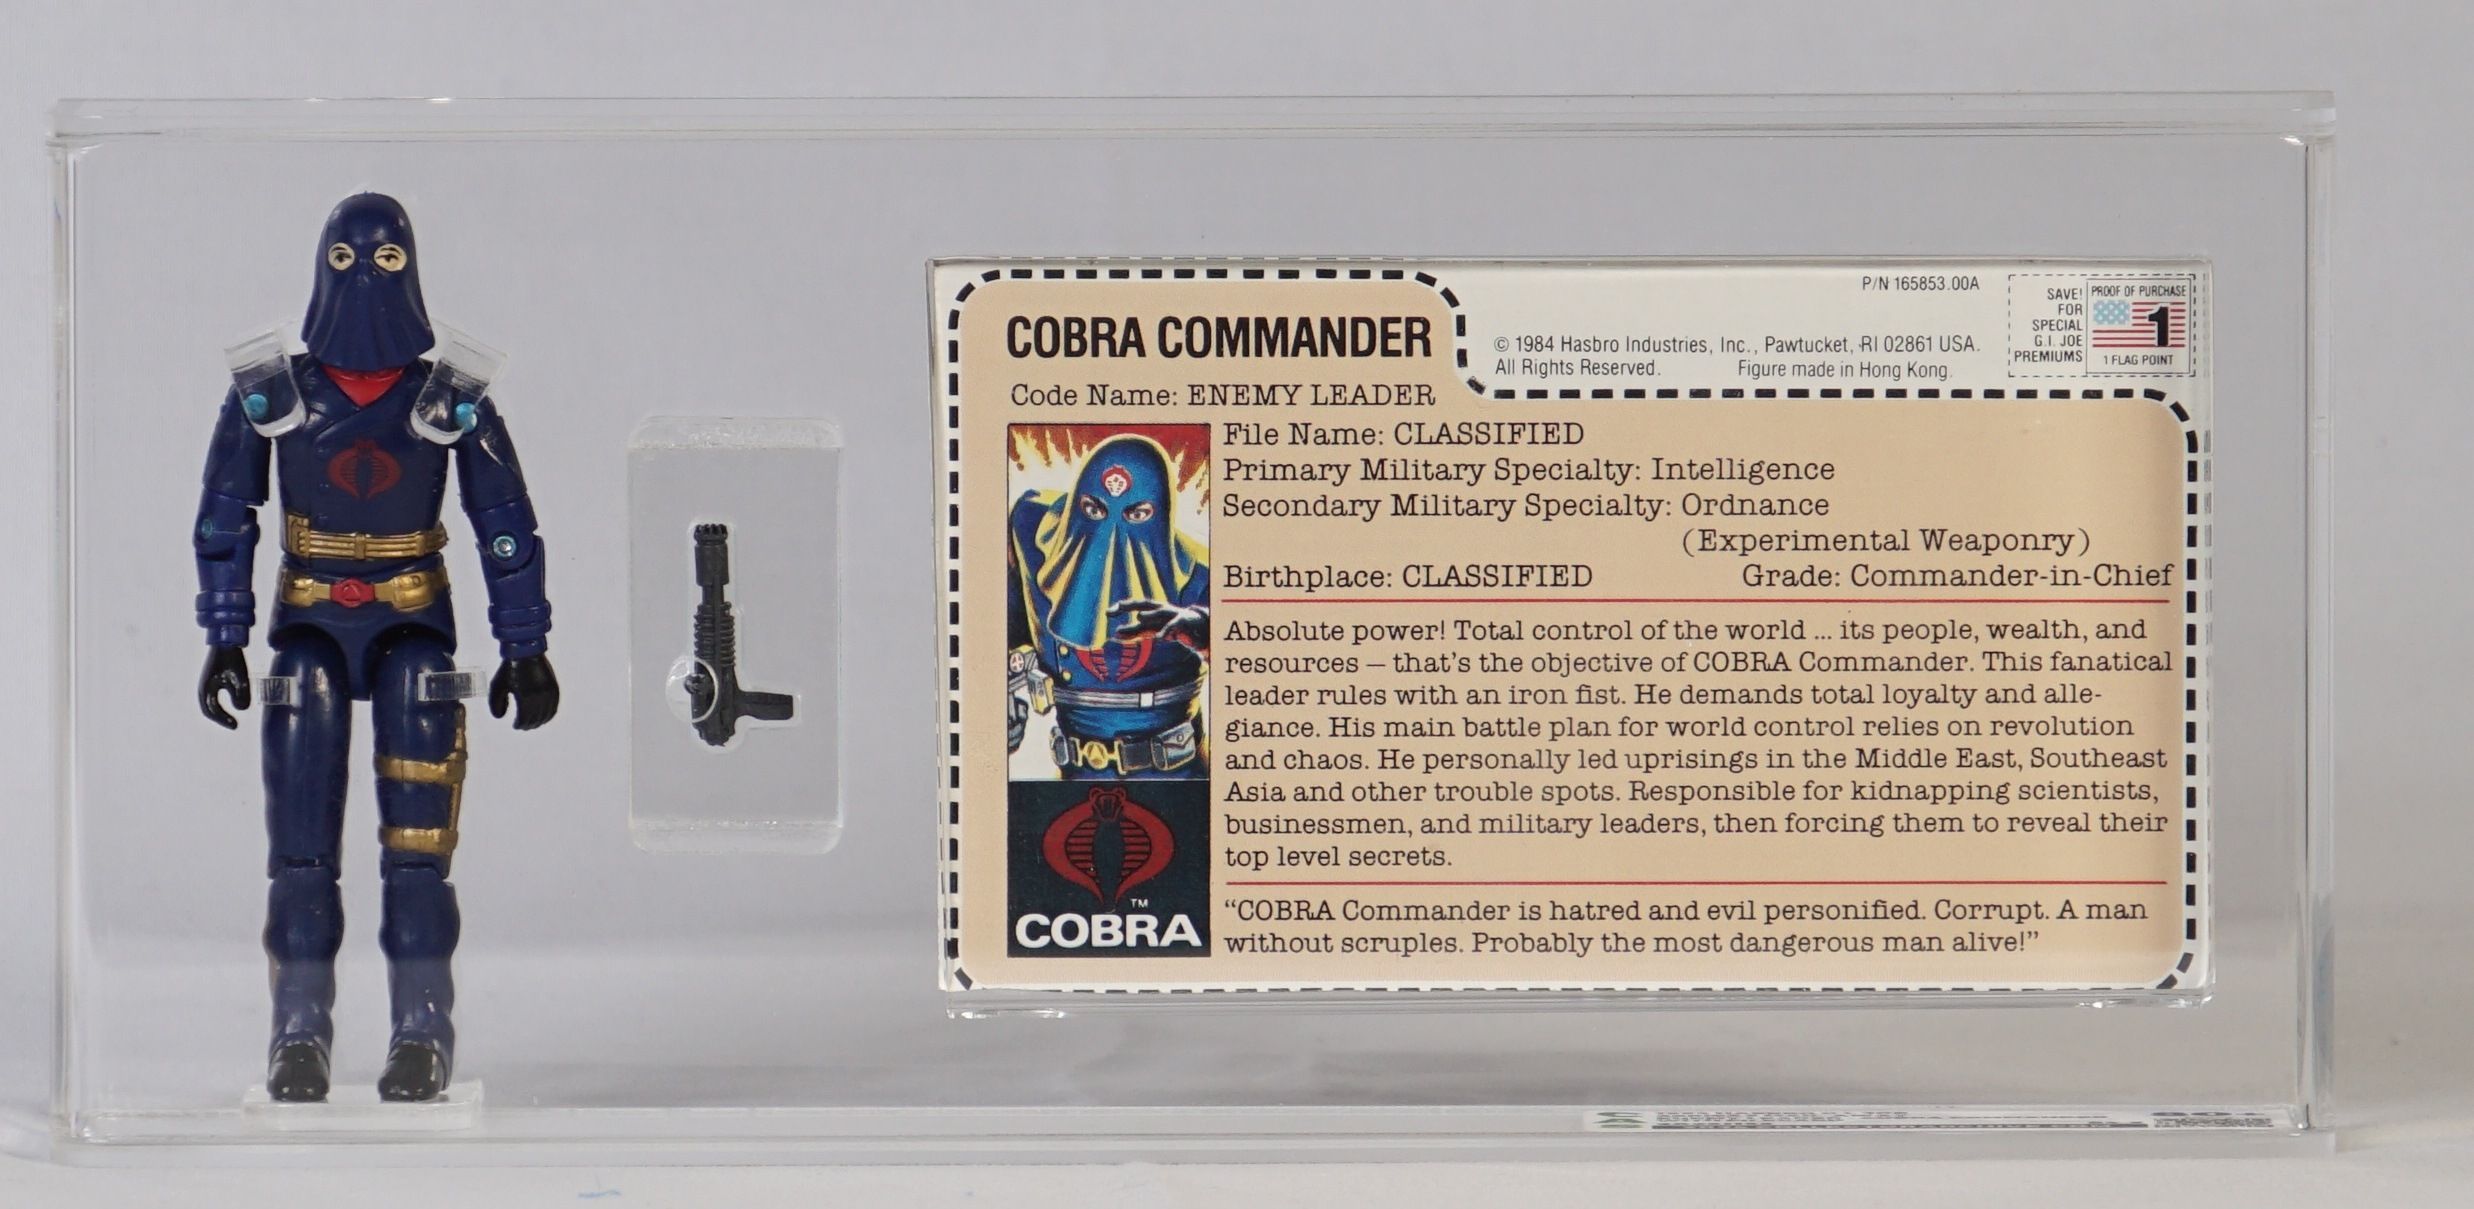 COBRA COMMANDER
P/N 165853.00A
© 1984 Hasbro Industries, Inc., Pawtucket, RI 02861 USA.
All Rights Reserved. Figure made in Hong Kong.
SAVE!
FOR
SPECIAL
G.I. JOE
PREMIUMS
PROOF OF PURCHASE
1
1 FLAG POINT
Code Name: ENEMY LEADER
File Name: CLASSIFIED
Primary Military Specialty: Intelligence
Secondary Military Specialty: Ordnance
(Experimental Weaponry)
Birthplace: CLASSIFIED Grade: Commander-in-Chief
Absolute power! Total control of the world ... its people, wealth, and
resources – that's the objective of COBRA Commander. This fanatical
leader rules with an iron fist. He demands total loyalty and alle-
giance. His main battle plan for world control relies on revolution
and chaos. He personally led uprisings in the Middle East, Southeast
Asia and other trouble spots. Responsible for kidnapping scientists,
businessmen, and military leaders, then forcing them to reveal their
top level secrets.
"COBRA Commander is hatred and evil personified. Corrupt. A man
without scruples. Probably the most dangerous man alive!"
TM
COBRA